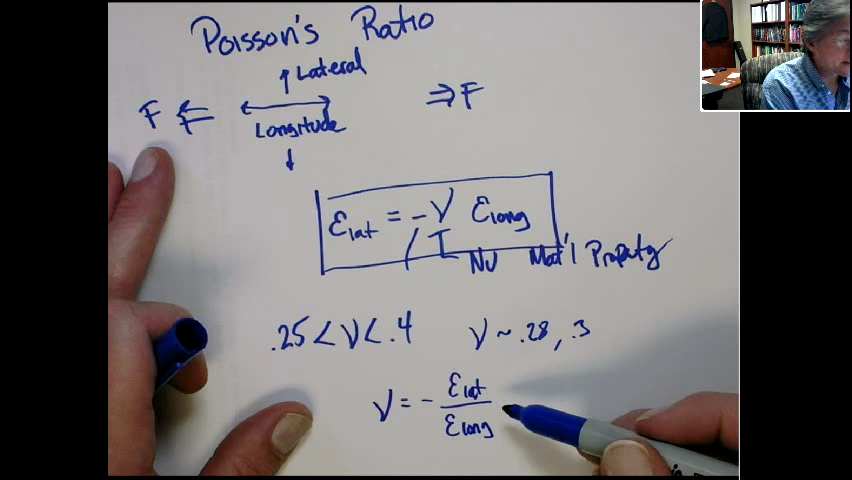 Poisson's Ratio
Lateral
F ⇐ Longitude ⇒ F
εlat = -ν εlong
Nu Mat'l Property
.25 < ν < .4 ν ~ .28, .3
ν = - εlat / εlong